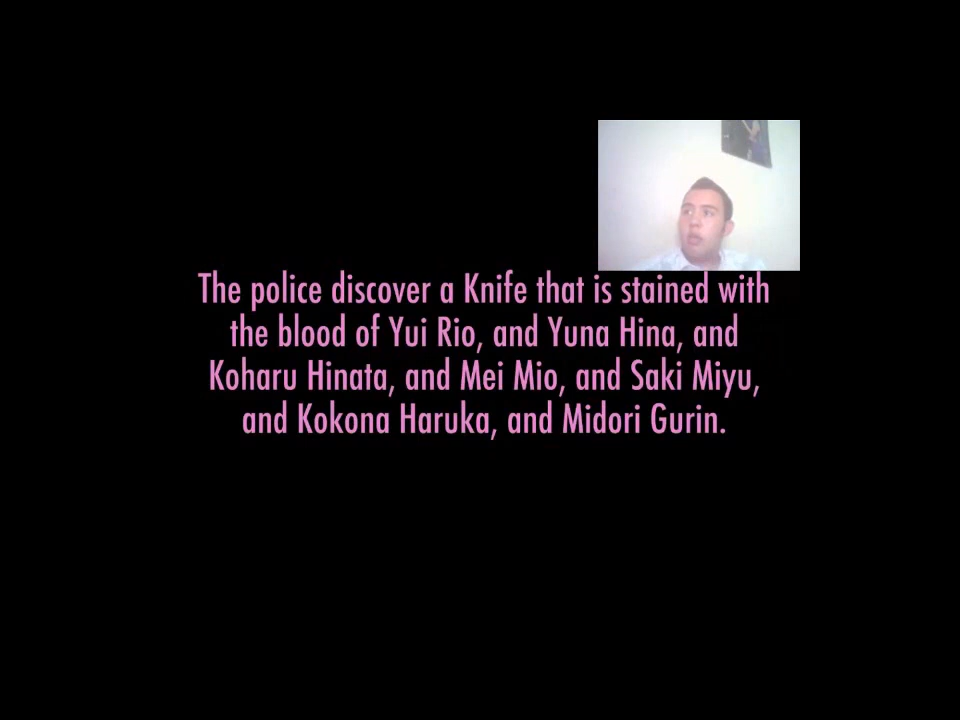 The police discover a Knife that is stained with
the blood of Yui Rio, and Yuna Hina, and
Koharu Hinata, and Mei Mio, and Saki Miyu,
and Kokona Haruka, and Midori Gurin.